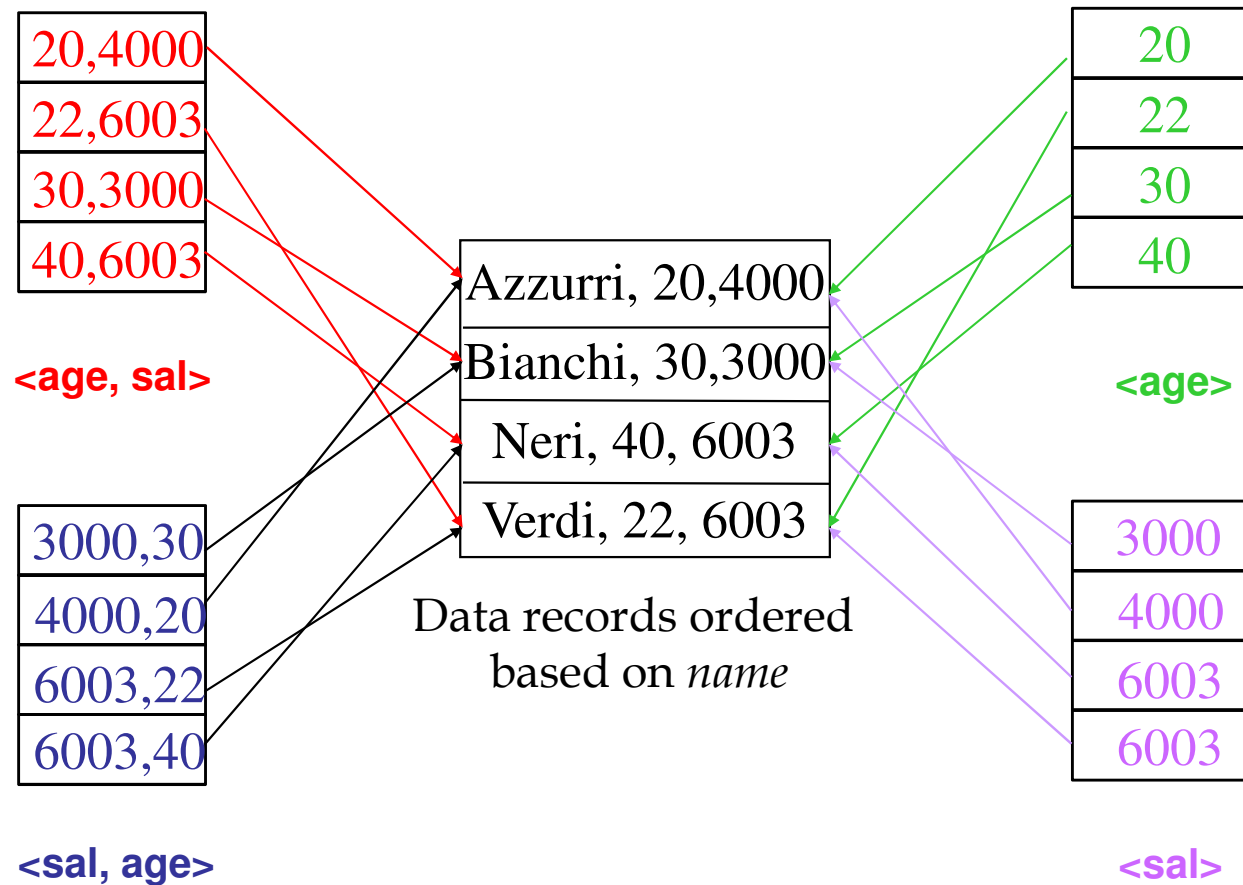 20,4000
22,6003
30,3000
40,6003
<age, sal>
3000,30
4000,20
6003,22
6003,40
<sal, age>
Azzurri, 20,4000
Bianchi, 30,3000
Neri, 40, 6003
Verdi, 22, 6003
Data records ordered
based on name
20
22
30
40
<age>
3000
4000
6003
6003
<sal>